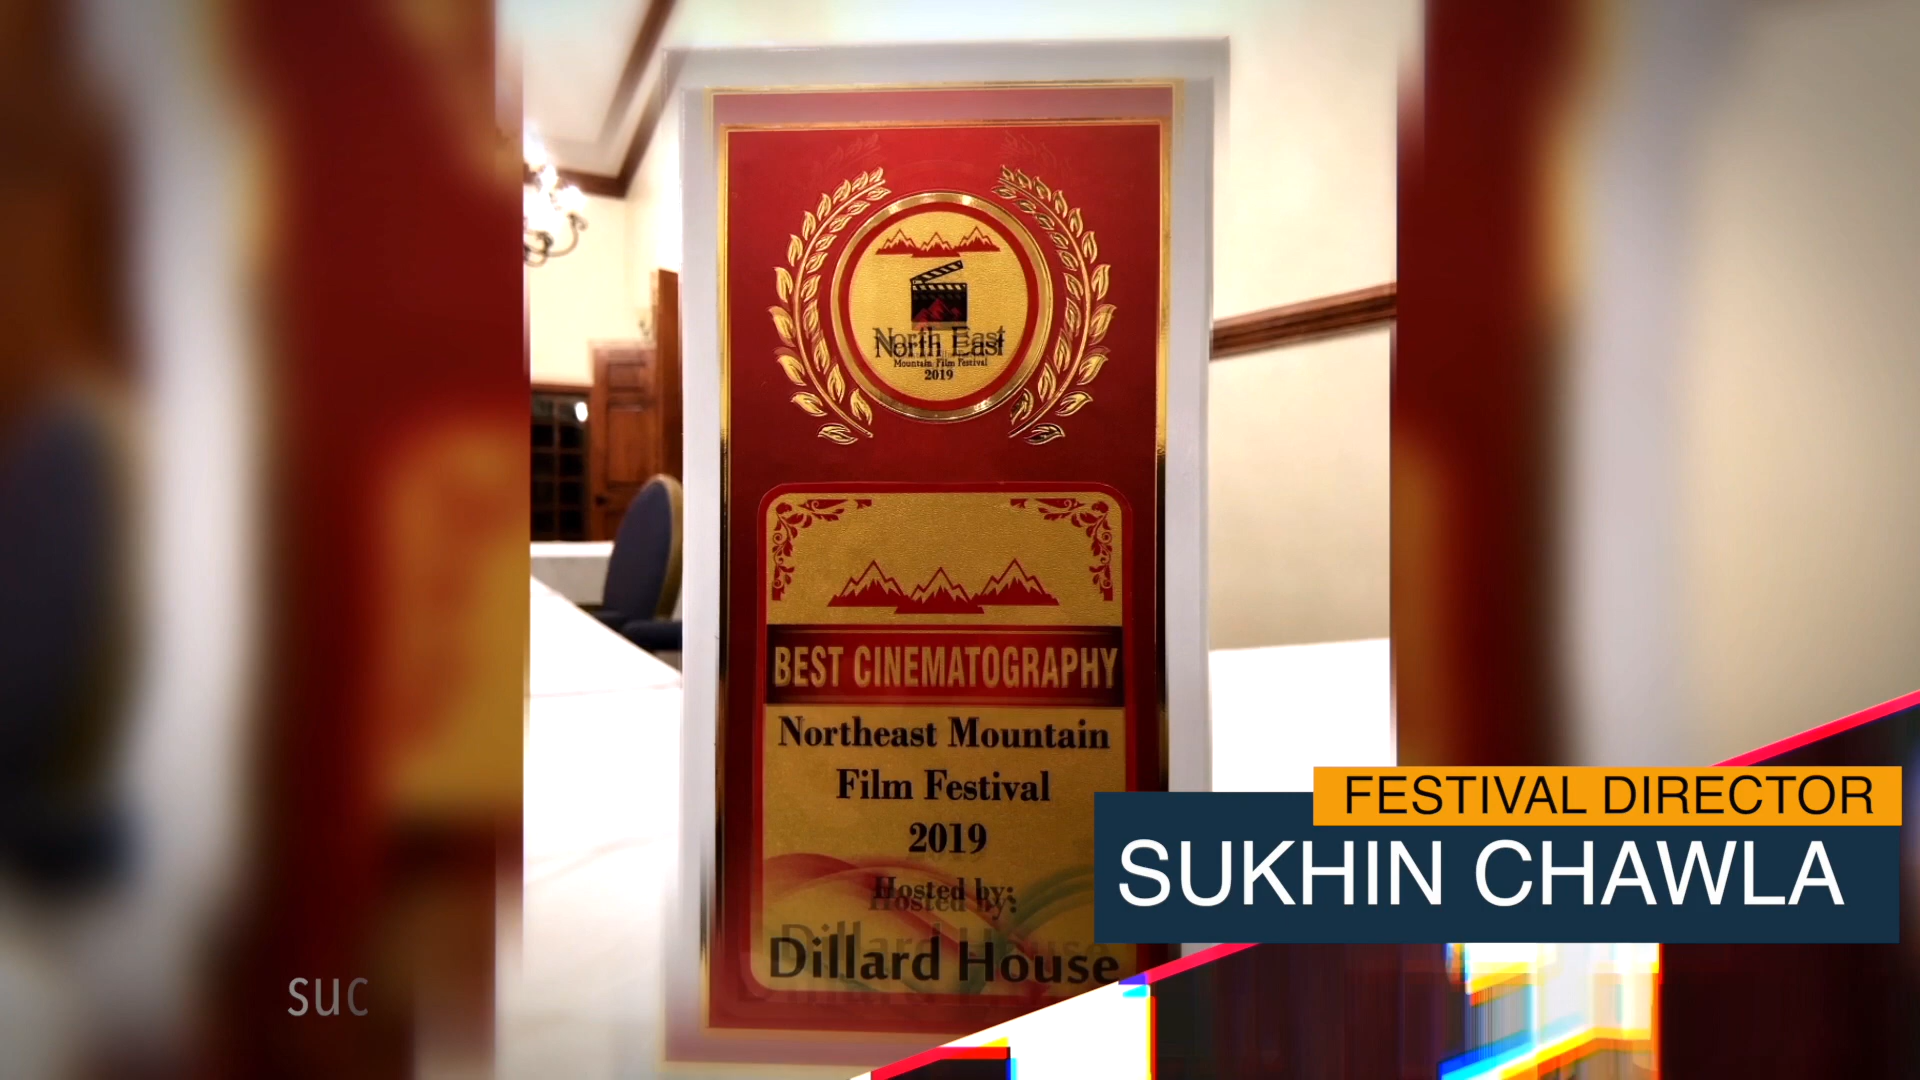 North East
Mountain Film Festival
2019
BEST CINEMATOGRAPHY
Northeast Mountain
Film Festival
2019
Hosted by:
Dillard House
FESTIVAL DIRECTOR
SUKHIN CHAWLA
suc